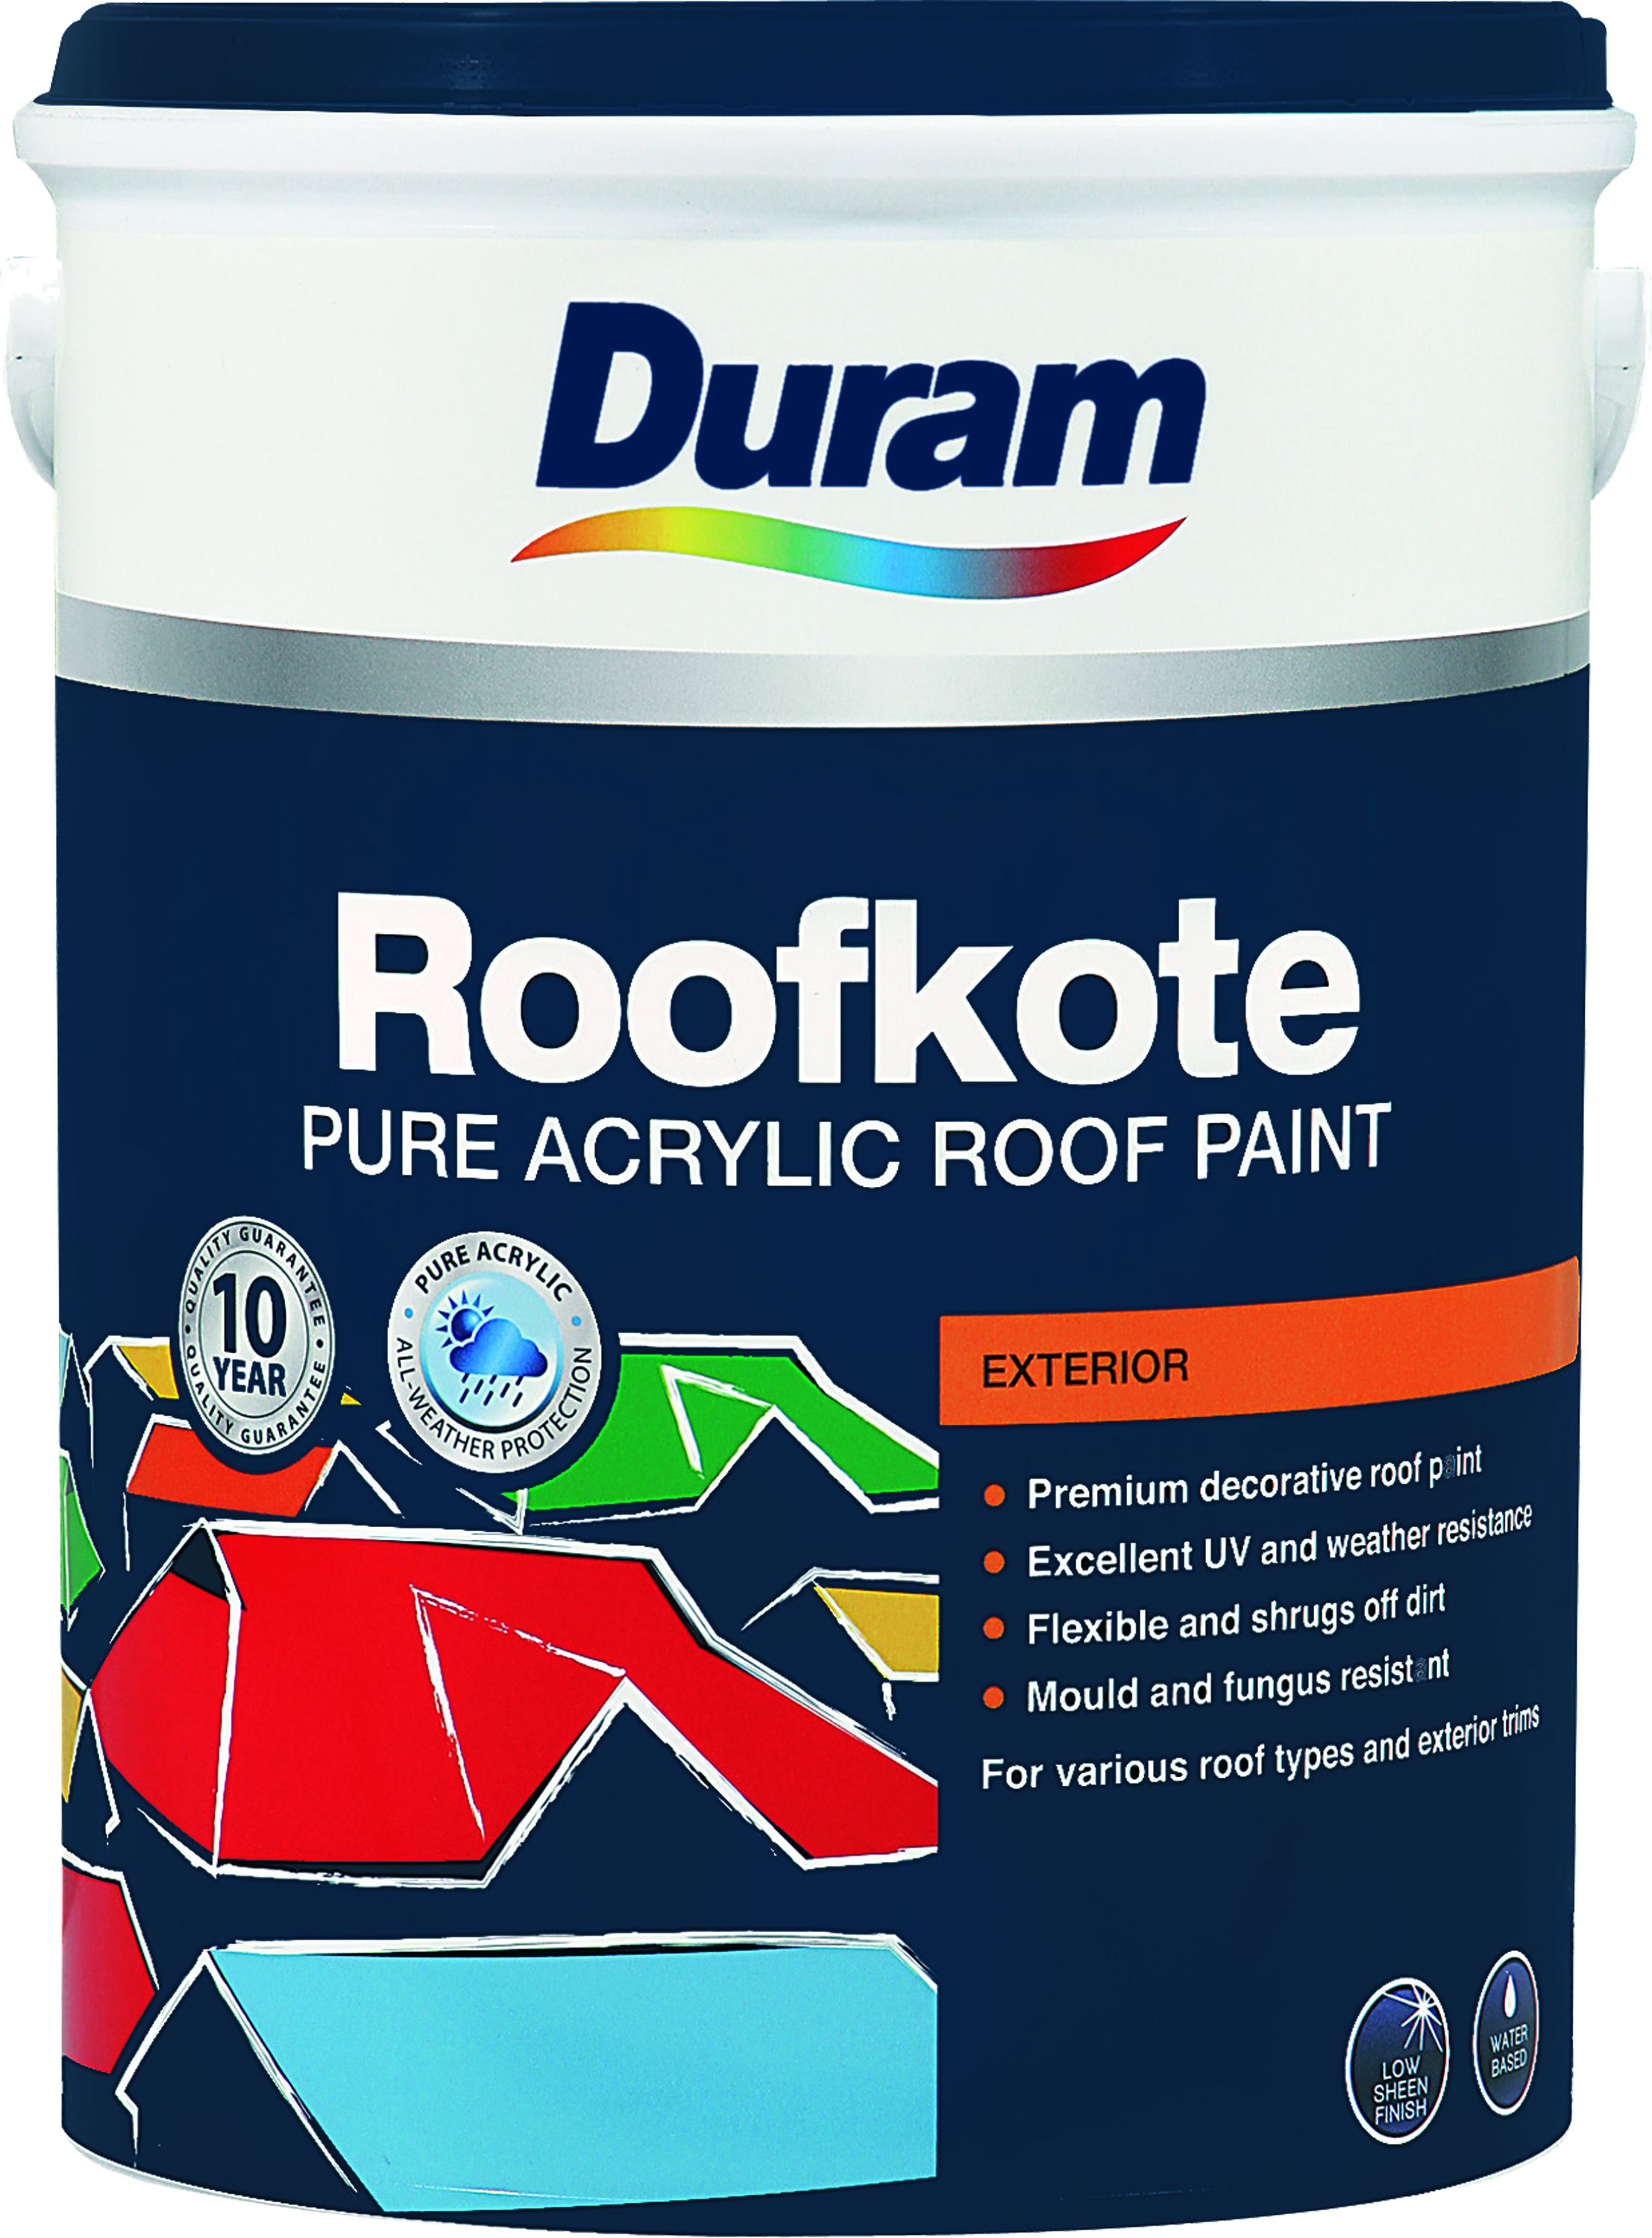 Duram
Roofkote
PURE ACRYLIC ROOF PAINT
QUALITY GUARANTEE
10
YEAR
QUALITY GUARANTEE
PURE ACRYLIC
ALL-WEATHER PROTECTION
EXTERIOR
Premium decorative roof paint
Excellent UV and weather resistance
Flexible and shrugs off dirt
Mould and fungus resistant
For various roof types and exterior trims
LOW
SHEEN
FINISH
WATER
BASED